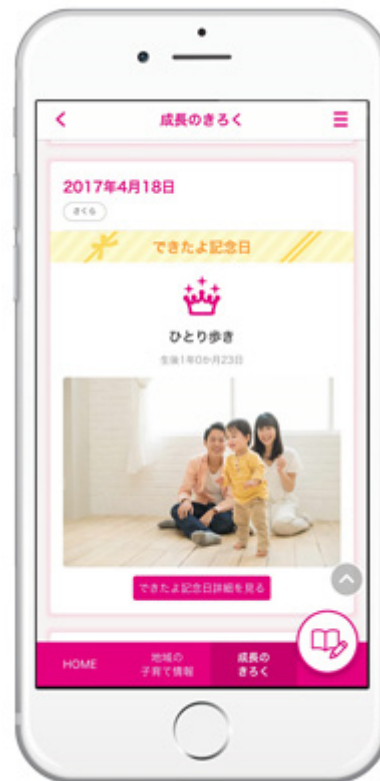 成長のきろく
2017年4月18日
さくら
できたよ記念日
ひとり歩き
生後1年0か月23日
できたよ記念日詳細を見る
HOME
地域の
子育て情報
成長の
きろく